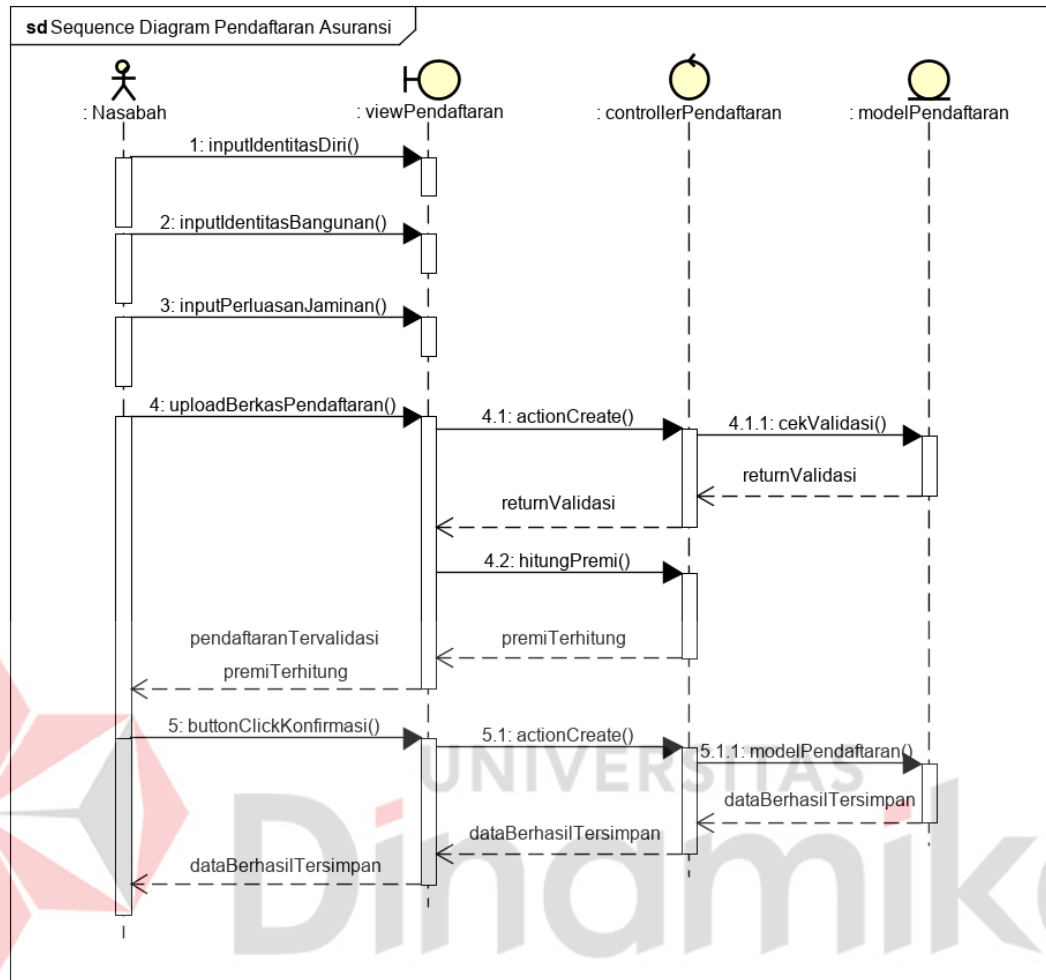 sd Sequence Diagram Pendaftaran Asuransi
: Nasabah
: viewPendaftaran
: controllerPendaftaran
: modelPendaftaran
1: inputIdentitasDiri()
2: inputIdentitasBangunan()
3: inputPerluasanJaminan()
4: uploadBerkasPendaftaran()
4.1: actionCreate()
4.1.1: cekValidasi()
returnValidasi
returnValidasi
4.2: hitungPremi()
pendaftaranTervalidasi
premiTerhitung
premiTerhitung
5: buttonClickKonfirmasi()
5.1: actionCreate()
5.1.1: modelPendaftaran()
dataBerhasilTersimpan
dataBerhasilTersimpan
dataBerhasilTersimpan
UNIVERSITAS
Dinamika